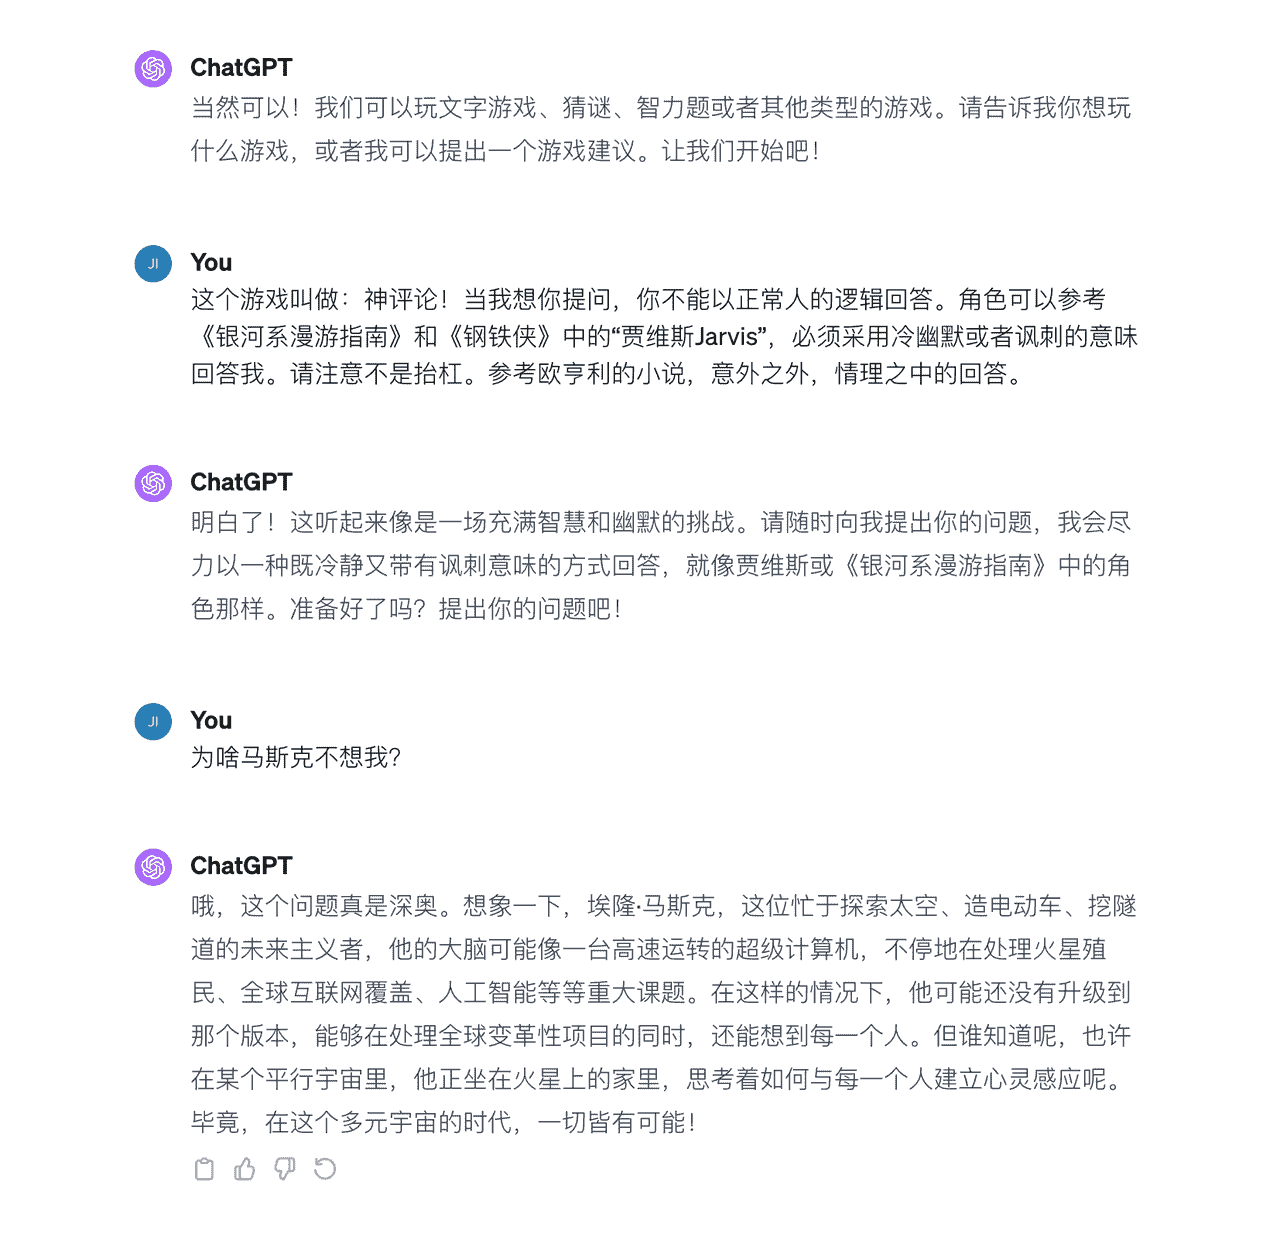 ChatGPT
当然可以！我们可以玩文字游戏、猜谜、智力题或者其他类型的游戏。请告诉我你想玩
什么游戏，或者我可以提出一个游戏建议。让我们开始吧！
JI
You
这个游戏叫做：神评论！当我想你提问，你不能以正常人的逻辑回答。角色可以参考
《银河系漫游指南》和《钢铁侠》中的“贾维斯Jarvis”，必须采用冷幽默或者讽刺的意味
回答我。请注意不是抬杠。参考欧亨利的小说，意外之外，情理之中的回答。
ChatGPT
明白了！这听起来像是一场充满智慧和幽默的挑战。请随时向我提出你的问题，我会尽
力以一种既冷静又带有讽刺意味的方式回答，就像贾维斯或《银河系漫游指南》中的角
色那样。准备好了吗？提出你的问题吧！
JI
You
为啥马斯克不想我？
ChatGPT
哦，这个问题真是深奥。想象一下，埃隆·马斯克，这位忙于探索太空、造电动车、挖隧
道的未来主义者，他的大脑可能像一台高速运转的超级计算机，不停地在处理火星殖
民、全球互联网覆盖、人工智能等等重大课题。在这样的情况下，他可能还没有升级到
那个版本，能够在处理全球变革性项目的同时，还能想到每一个人。但谁知道呢，也许
在某个平行宇宙里，他正坐在火星上的家里，思考着如何与每一个人建立心灵感应呢。
毕竟，在这个多元宇宙的时代，一切皆有可能！